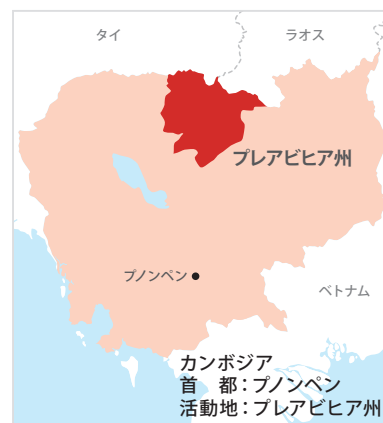 タイ
ラオス
プレアビヒア州
プノンペン
ベトナム
カンボジア
首　都：プノンペン
活動地：プレアビヒア州